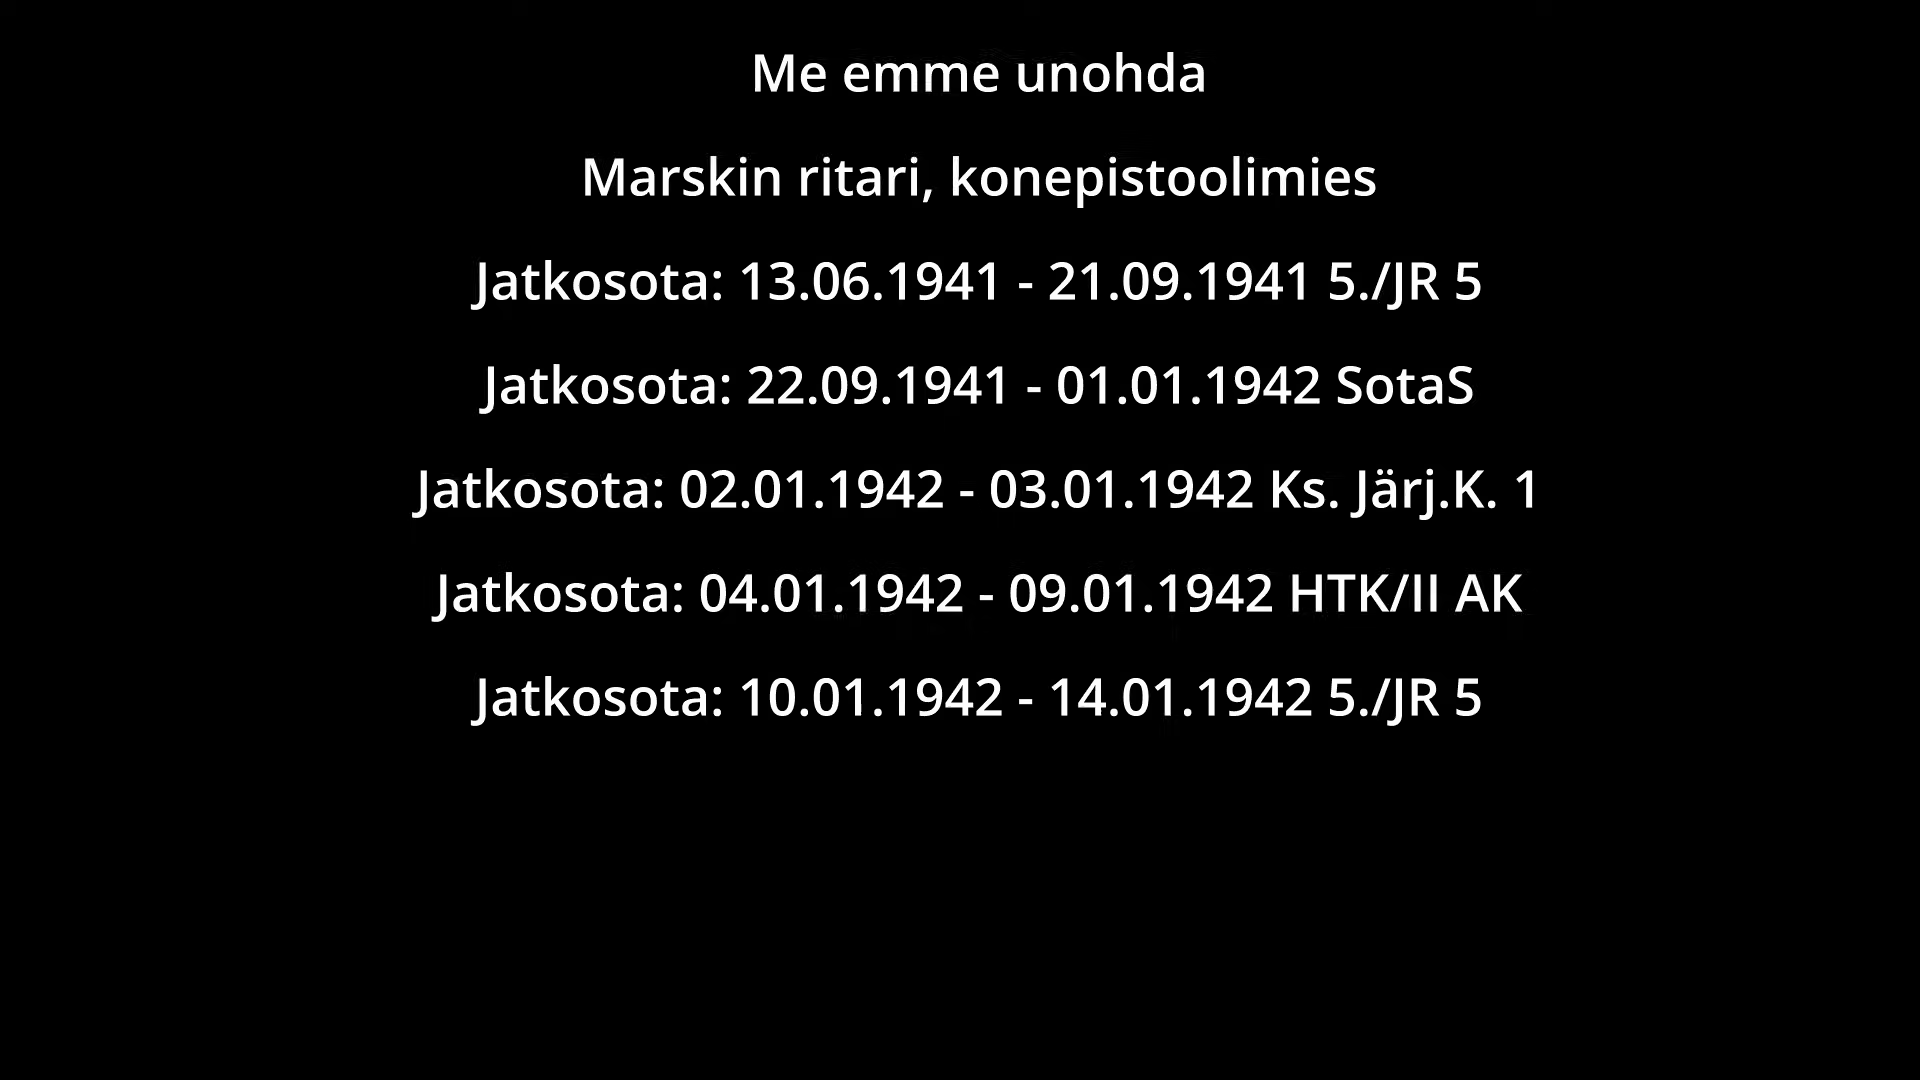 Me emme unohda
Marskin ritari, konepistoolimies
Jatkosota: 13.06.1941 - 21.09.1941 5./JR 5
Jatkosota: 22.09.1941 - 01.01.1942 SotaS
Jatkosota: 02.01.1942 - 03.01.1942 Ks. Järj.K. 1
Jatkosota: 04.01.1942 - 09.01.1942 HTK/II AK
Jatkosota: 10.01.1942 - 14.01.1942 5./JR 5